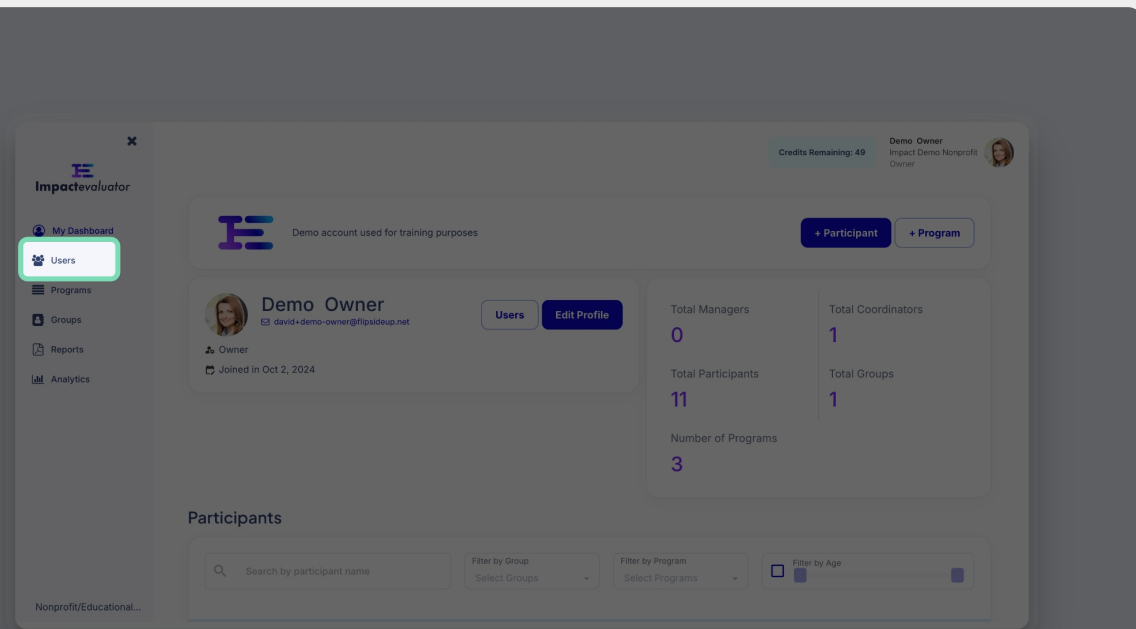 Impactevaluator
My Dashboard
Users
Programs
Groups
Reports
Analytics
Nonprofit/Educational...
Credits Remaining: 49
Demo Owner
Impact Demo Nonprofit
Owner
Demo account used for training purposes
+ Participant
+ Program
Demo Owner
david+demo-owner@flipsideup.net
Users
Edit Profile
Owner
Joined in Oct 2, 2024
Total Managers
0
Total Coordinators
1
Total Participants
11
Total Groups
1
Number of Programs
3
Participants
Search by participant name
Filter by Group
Select Groups
Filter by Program
Select Programs
Filter by Age